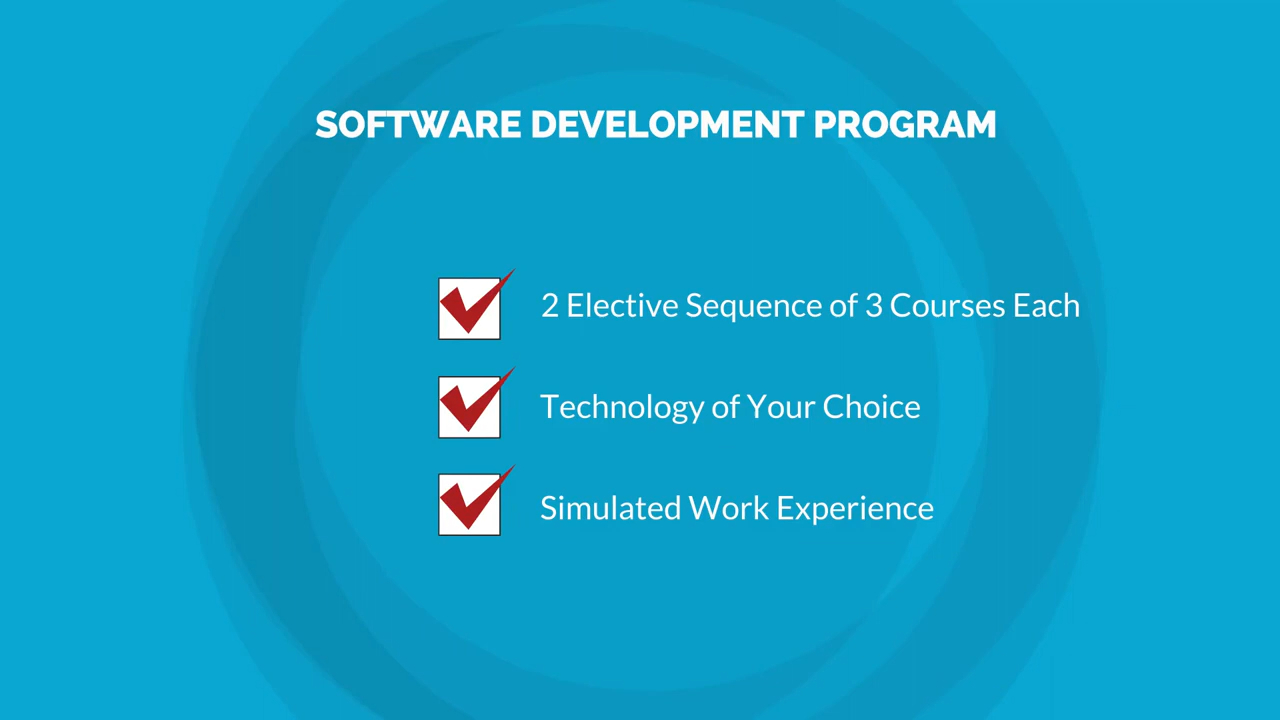 SOFTWARE DEVELOPMENT PROGRAM
2 Elective Sequence of 3 Courses Each
Technology of Your Choice
Simulated Work Experience